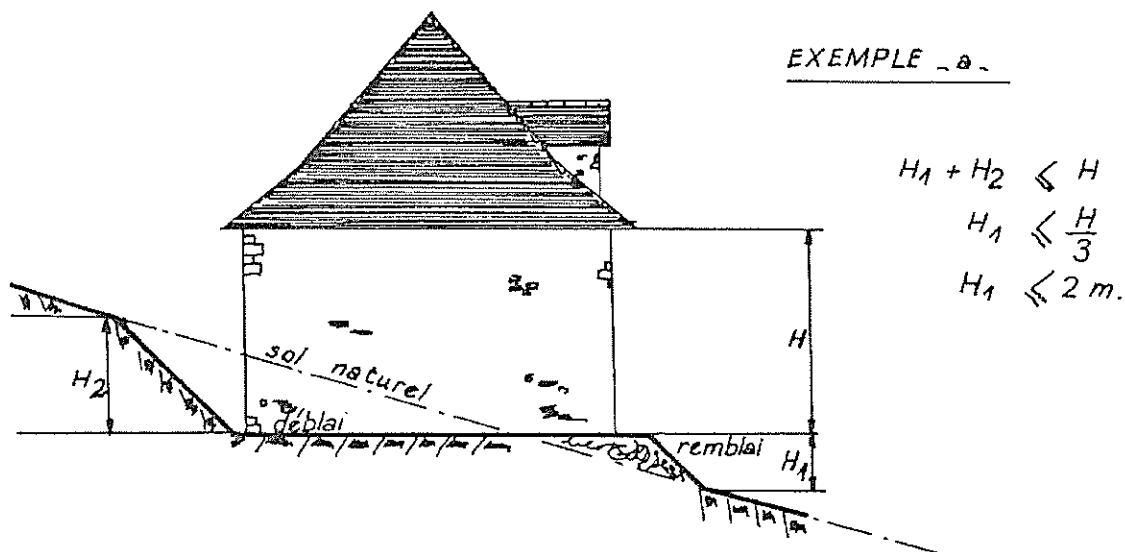 EXEMPLE _a_
H1 + H2 ⩽ H
H1 ⩽ H/3
H1 ⩽ 2 m.
H
H2
sol naturel
déblai
remblai
H1